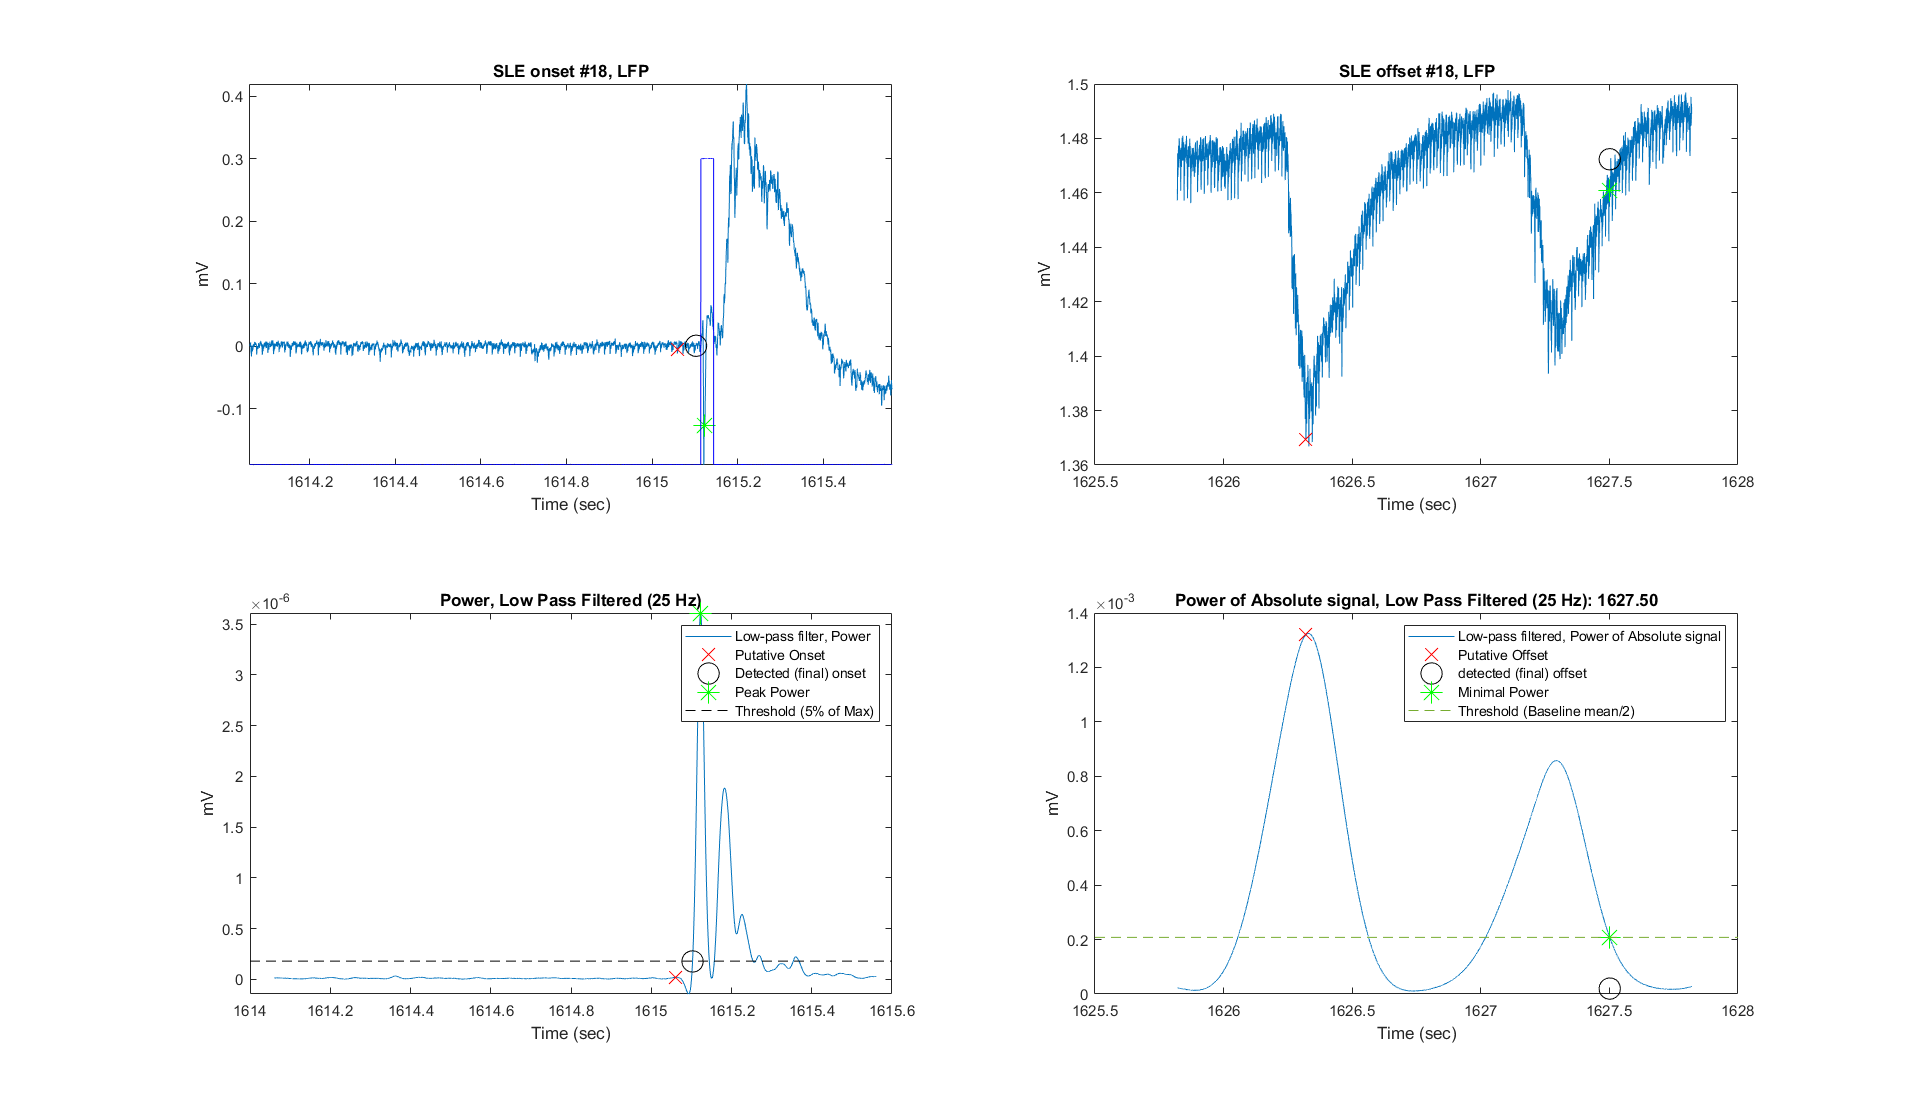 SLE onset #18, LFP
0.4
0.3
0.2
0.1
0
-0.1
mV
1614.2 1614.4 1614.6 1614.8 1615 1615.2 1615.4
Time (sec)
SLE offset #18, LFP
1.5
1.48
1.46
1.44
1.42
1.4
1.38
1.36
mV
1625.5 1626 1626.5 1627 1627.5 1628
Time (sec)
Power, Low Pass Filtered (25 Hz)
×10-6
3.5
3
2.5
2
1.5
1
0.5
0
mV
Low-pass filter, Power
Putative Onset
Detected (final) onset
Peak Power
Threshold (5% of Max)
1614 1614.2 1614.4 1614.6 1614.8 1615 1615.2 1615.4 1615.6
Time (sec)
Power of Absolute signal, Low Pass Filtered (25 Hz): 1627.50
×10-3
1.4
1.2
1
0.8
0.6
0.4
0.2
0
mV
Low-pass filtered, Power of Absolute signal
Putative Offset
detected (final) offset
Minimal Power
Threshold (Baseline mean/2)
1625.5 1626 1626.5 1627 1627.5 1628
Time (sec)